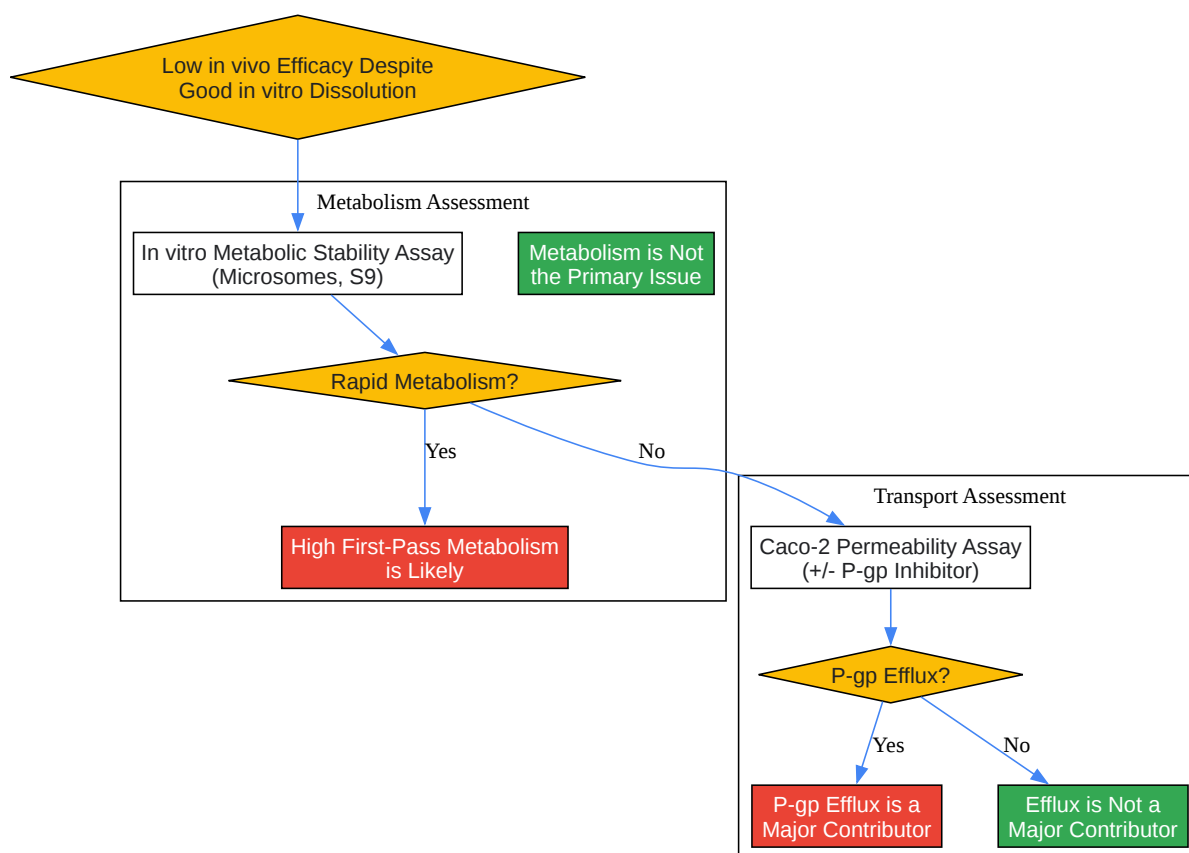 Low in vivo Efficacy Despite
Good in vitro Dissolution
Metabolism Assessment
In vitro Metabolic Stability Assay
(Microsomes, S9)
Metabolism is Not
the Primary Issue
Rapid Metabolism?
Yes
No
High First-Pass Metabolism
is Likely
Transport Assessment
Caco-2 Permeability Assay
(+/- P-gp Inhibitor)
P-gp Efflux?
Yes
No
P-gp Efflux is a
Major Contributor
Efflux is Not a
Major Contributor